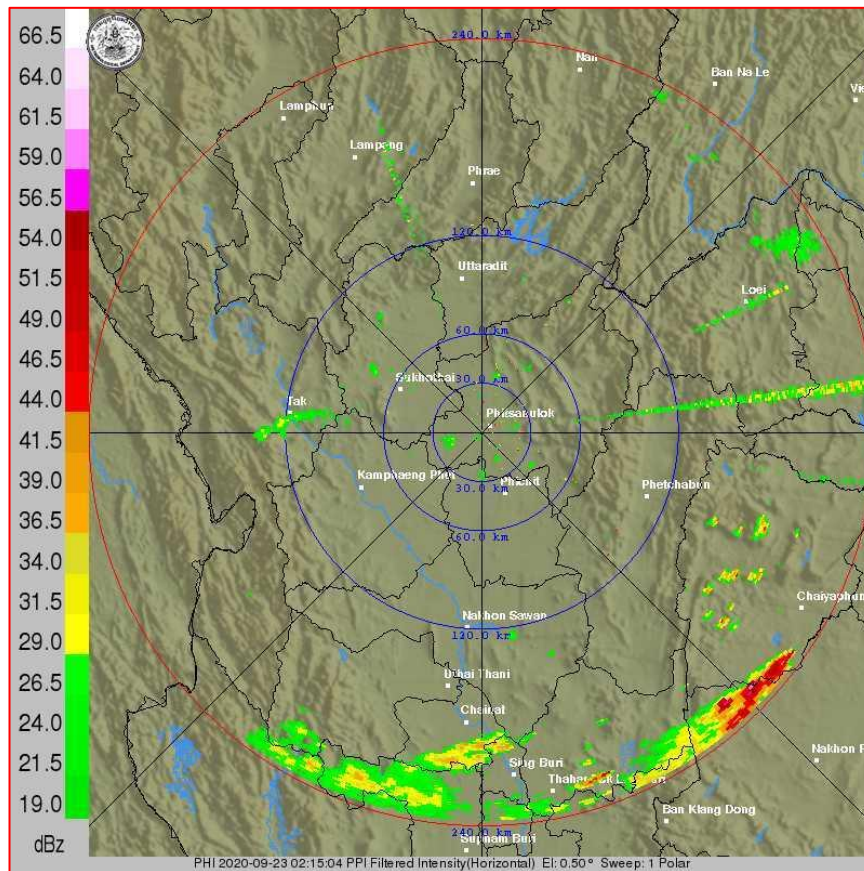 66.5
64.0
61.5
59.0
56.5
54.0
51.5
49.0
46.5
44.0
41.5
39.0
36.5
34.0
31.5
29.0
26.5
24.0
21.5
19.0
dBz
240.0 km
Nan
Ban Na Le
Lamphun
Lampang
Phrae
120.0 km
Uttaradit
Loei
60.0 km
30.0 km
Sukhothai
Tak
Phitsanulok
Kamphaeng Phet
Phichit
30.0 km
Phetchabun
60.0 km
Chaiyaphum
Nakhon Sawan
120.0 km
Uthai Thani
Chainat
Sing Buri
Ban Klang Dong
240.0 km
Supham Buri
PHI 2020-09-23 02:15:04 PPI Filtered Intensity(Horizontal) El: 0.50° Sweep: 1 Polar